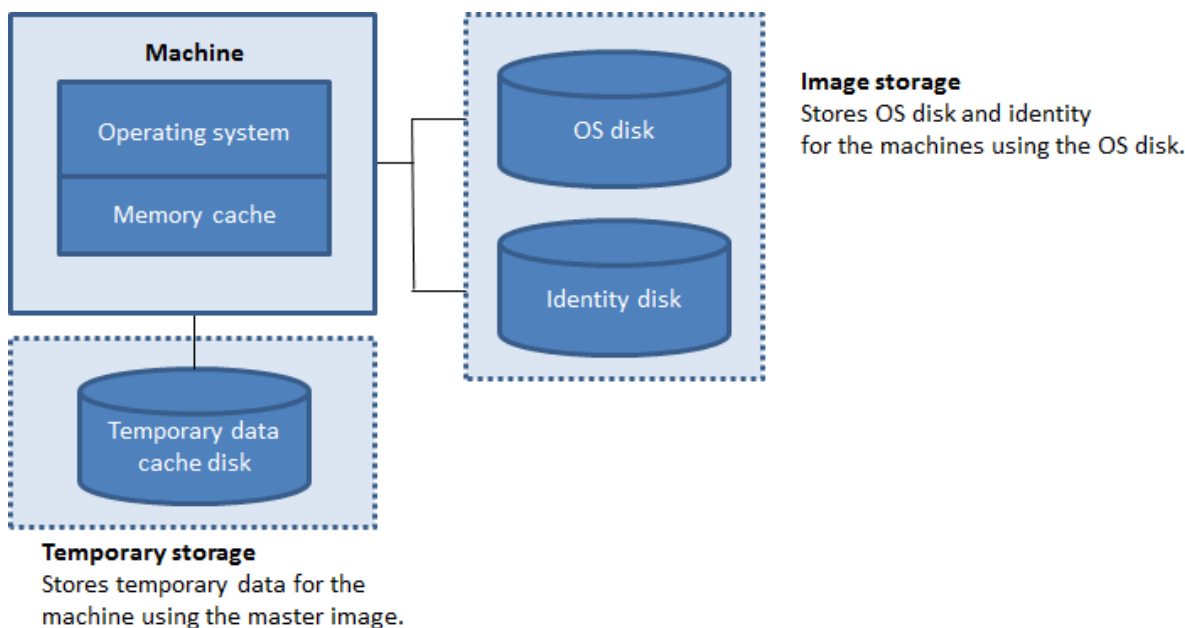 Machine
Operating system
Memory cache
OS disk
Identity disk
Image storage
Stores OS disk and identity
for the machines using the OS disk.
Temporary data
cache disk
Temporary storage
Stores temporary data for the
machine using the master image.